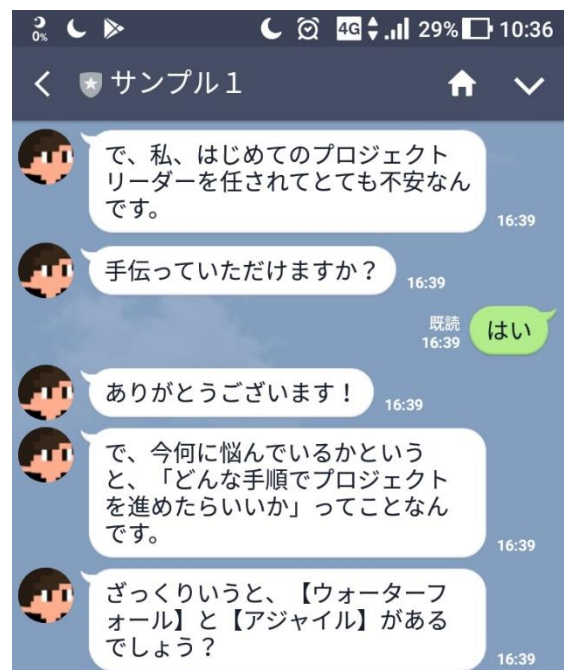 0%
4G 29% 10:36
サンプル1
で、私、はじめてのプロジェクト
リーダーを任されてとても不安なん
です。
16:39
手伝っていただけますか?
16:39
既読
16:39
はい
ありがとうございます!
16:39
で、今何に悩んでいるかという
と、「どんな手順でプロジェクト
を進めたらいいか」ってことなん
です。
16:39
ざっくりいうと、【ウォーターフ
ォール】と【アジャイル】がある
でしょう?
16:39